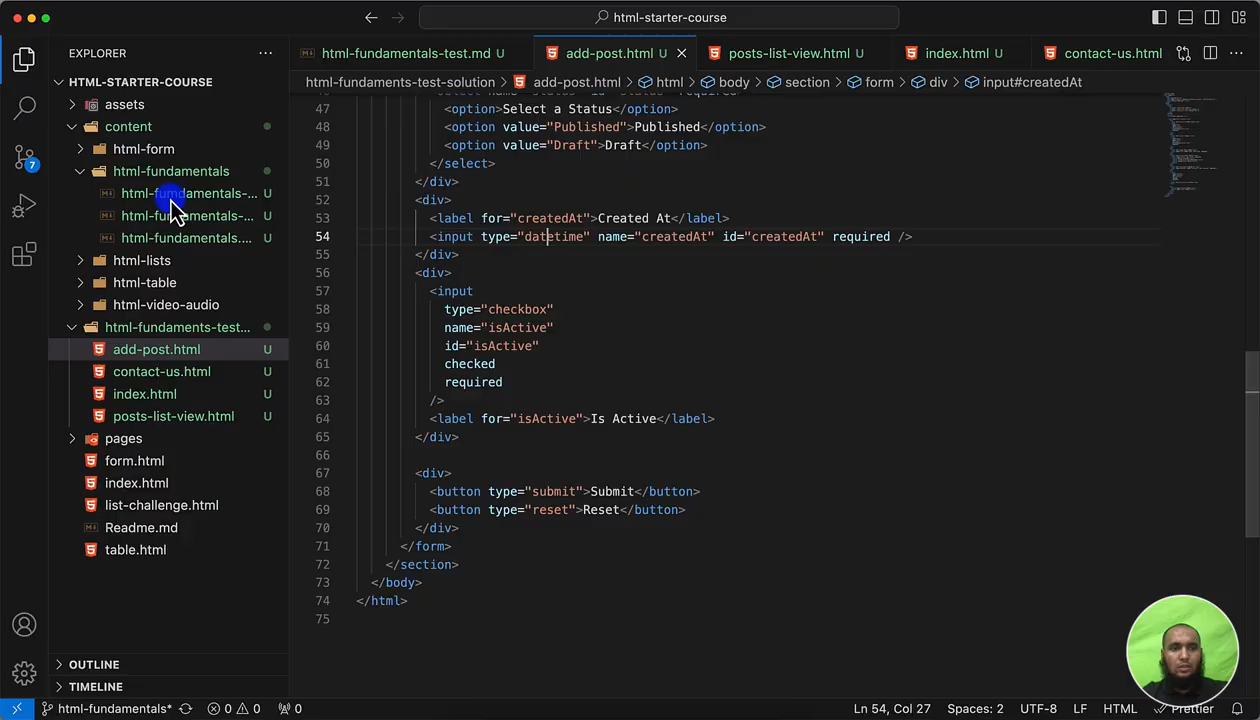 html-starter-course
EXPLORER
HTML-STARTER-COURSE
assets
content
html-form
html-fundamentals
html-fumdamentals-... U
html-fundamentals-... U
html-fundamentals.... U
html-lists
html-table
html-video-audio
html-fundaments-test...
add-post.html U
contact-us.html U
index.html U
posts-list-view.html U
pages
form.html
index.html
list-challenge.html
Readme.md
table.html
OUTLINE
TIMELINE
7
html-fundamentals-test.md U
add-post.html U
posts-list-view.html U
index.html U
contact-us.html
html-fundaments-test-solution > add-post.html > html > body > section > form > div > input#createdAt
47 <option>Select a Status</option>
48 <option value="Published">Published</option>
49 <option value="Draft">Draft</option>
50 </select>
51 </div>
52 <div>
53 <label for="createdAt">Created At</label>
54 <input type="datetime" name="createdAt" id="createdAt" required />
55 </div>
56 <div>
57 <input
58 type="checkbox"
59 name="isActive"
60 id="isActive"
61 checked
62 required
63 />
64 <label for="isActive">Is Active</label>
65 </div>
66
67 <div>
68 <button type="submit">Submit</button>
69 <button type="reset">Reset</button>
70 </div>
71 </form>
72 </section>
73 </body>
74 </html>
75
html-fundamentals* 0 0 0 Ln 54, Col 27 Spaces: 2 UTF-8 LF HTML Prettier